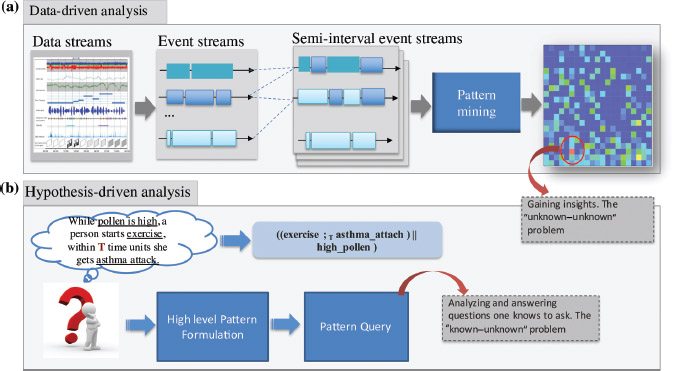 (a)
Data-driven analysis
Data streams
Event streams
Semi-interval event streams
...
Pattern
mining
Gaining insights. The
"unknown–unknown"
problem
(b)
Hypothesis-driven analysis
While pollen is high, a
person starts exercise,
within T time units she
gets asthma attack.
((exercise ;T asthma_attach ) ||
high_pollen )
High level Pattern
Formulation
Pattern Query
Analyzing and answering
questions one knows to ask. The
"known–unknown" problem